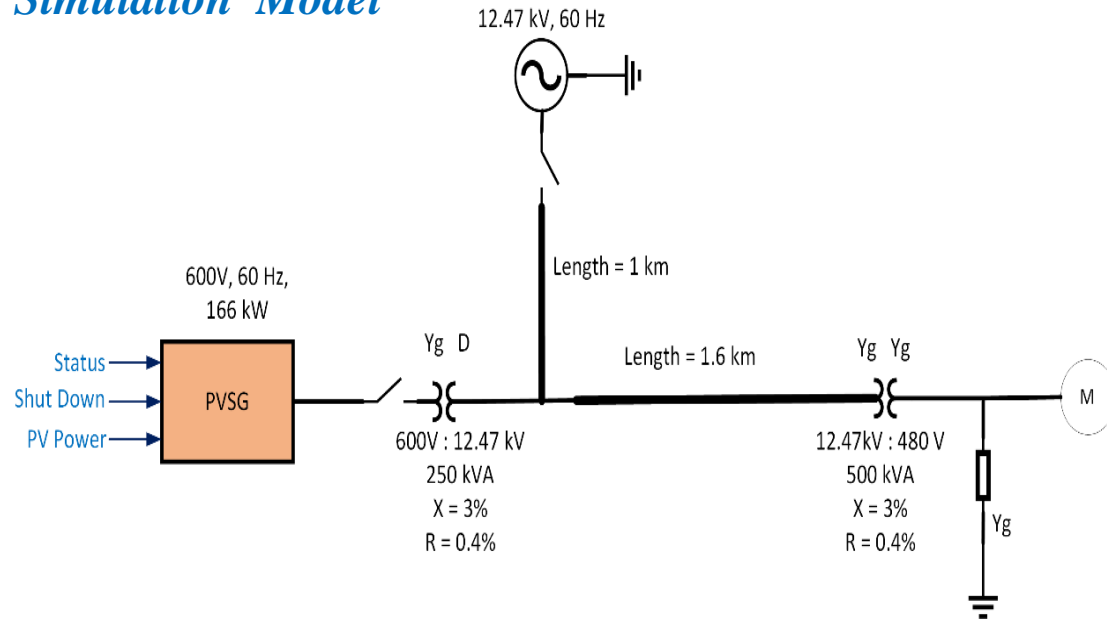 Simulation Model
12.47 kV, 60 Hz
Length = 1 km
600V, 60 Hz,
166 kW
Status
Shut Down
PV Power
PVSG
Yg D
600V : 12.47 kV
250 kVA
X = 3%
R = 0.4%
Length = 1.6 km
Yg Yg
12.47kV : 480 V
500 kVA
X = 3%
R = 0.4%
M
Yg